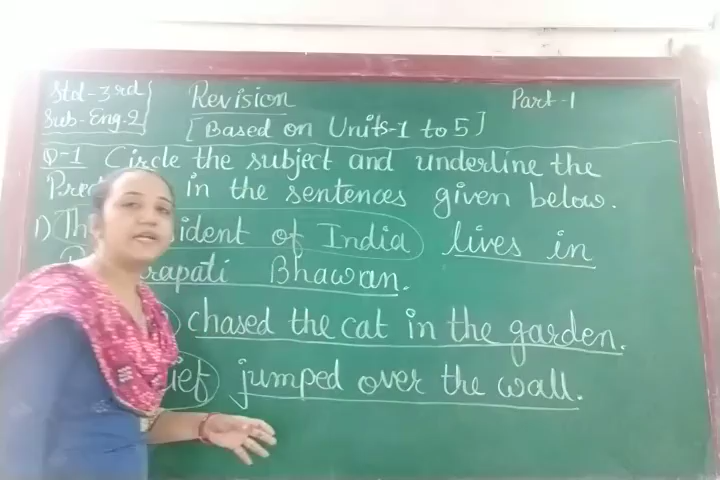 Std-3rd
Sub-Eng.2
Revision
Part-1
[Based on Units-1 to 5]
Q-1 Circle the subject and underline the
in the sentences given below.
1) of India lives in
Bhawan.
chased the cat in the garden.
jumped over the wall.